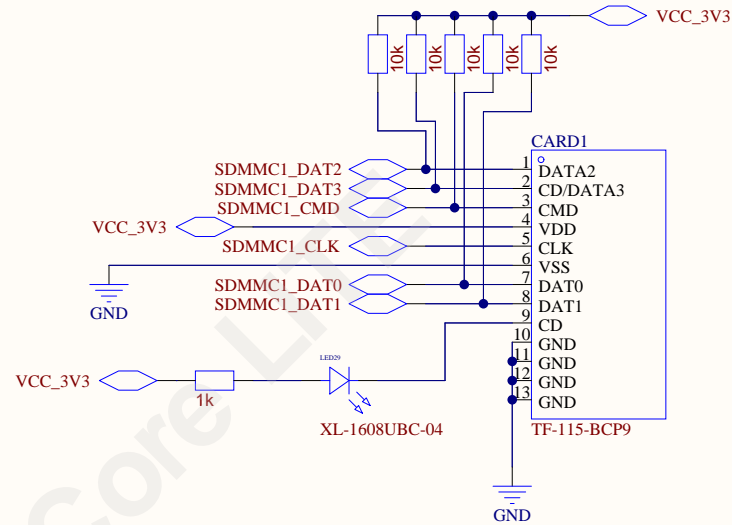 VCC_3V3
10k
10k
10k
10k
10k
CARD1
SDMMC1_DAT2
1
DATA2
SDMMC1_DAT3
2
CD/DATA3
SDMMC1_CMD
3
CMD
VCC_3V3
4
VDD
SDMMC1_CLK
5
CLK
6
VSS
GND
SDMMC1_DAT0
7
DAT0
SDMMC1_DAT1
8
DAT1
9
CD
10
GND
11
GND
12
GND
13
GND
VCC_3V3
1k
LED29
XL-1608UBC-04
TF-115-BCP9
GND
Core LITE